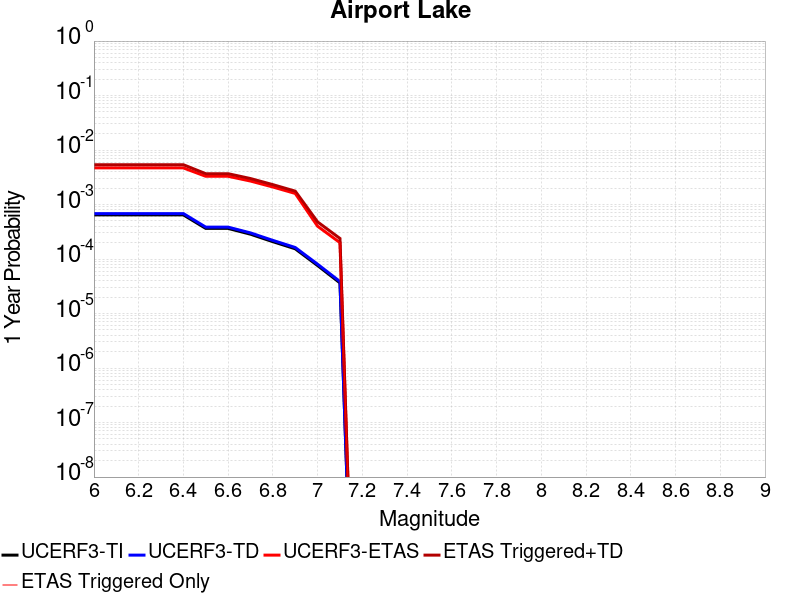 Airport Lake
10^0
10^-1
10^-2
10^-3
10^-4
10^-5
10^-6
10^-7
10^-8
1 Year Probability
6 6.2 6.4 6.6 6.8 7 7.2 7.4 7.6 7.8 8 8.2 8.4 8.6 8.8 9
Magnitude
UCERF3-TI UCERF3-TD UCERF3-ETAS ETAS Triggered+TD
ETAS Triggered Only